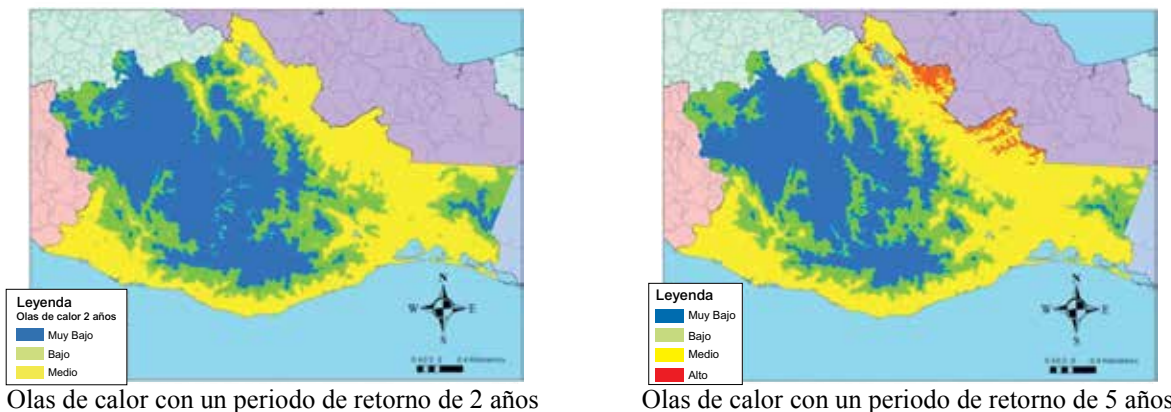 Leyenda
Olas de calor 2 años
Muy Bajo
Bajo
Medio
N
W
E
S
Olas de calor con un periodo de retorno de 2 años
Leyenda
Muy Bajo
Bajo
Medio
Alto
N
W
E
S
Olas de calor con un periodo de retorno de 5 años